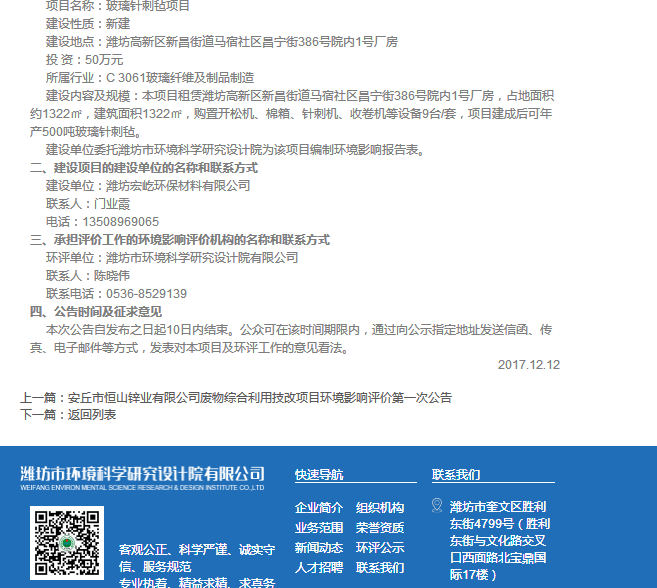 项目名称：玻璃针刺毡项目
建设性质：新建
建设地点：潍坊高新区新昌街道马宿社区昌宁街386号院内1号厂房
投 资：50万元
所属行业：C 3061玻璃纤维及制品制造
建设内容及规模：本项目租赁潍坊高新区新昌街道马宿社区昌宁街386号院内1号厂房，占地面积
约1322㎡，建筑面积1322㎡，购置开松机、棉箱、针刺机、收卷机等设备9台/套，项目建成后可年
产500吨玻璃针刺毡。
建设单位委托潍坊市环境科学研究设计院为该项目编制环境影响报告表。
二、建设项目的建设单位的名称和联系方式
建设单位：潍坊宏屹环保材料有限公司
联系人：门业霞
电话：13508969065
三、承担评价工作的环境影响评价机构的名称和联系方式
环评单位：潍坊市环境科学研究设计院有限公司
联系人：陈晓伟
联系电话：0536-8529139
四、公告时间及征求意见
本次公告自发布之日起10日内结束。公众可在该时间期限内，通过向公示指定地址发送信函、传
真、电子邮件等方式，发表对本项目及环评工作的意见看法。
2017.12.12
上一篇：安丘市恒山锌业有限公司废物综合利用技改项目环境影响评价第一次公告
下一篇：返回列表
潍坊市环境科学研究设计院有限公司
WEIFANG ENVIRON MENTAL SCIENCE RESEARCH & DESIGN INSTITUTE CO.,LTD
客观公正、科学严谨、诚实守
信、服务规范
专业执着、精益求精、求真务
快速导航
企业简介 组织机构
业务范围 荣誉资质
新闻动态 环评公示
人才招聘 联系我们
联系我们
潍坊市奎文区胜利
东街4799号（胜利
东街与文化路交叉
口西面路北宝鼎国
际17楼）